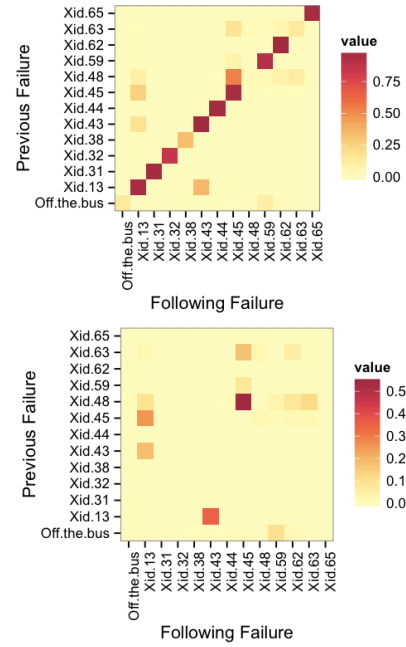 Xid.65
Xid.63
Xid.62
Xid.59
Xid.48
Xid.45
Xid.44
Xid.43
Xid.38
Xid.32
Xid.31
Xid.13
Off.the.bus
Previous Failure
Off.the.bus
Xid.13
Xid.31
Xid.32
Xid.38
Xid.43
Xid.44
Xid.45
Xid.48
Xid.59
Xid.62
Xid.63
Xid.65
Following Failure
value
0.75
0.50
0.25
0.00
Xid.65
Xid.63
Xid.62
Xid.59
Xid.48
Xid.45
Xid.44
Xid.43
Xid.38
Xid.32
Xid.31
Xid.13
Off.the.bus
Previous Failure
Off.the.bus
Xid.13
Xid.31
Xid.32
Xid.38
Xid.43
Xid.44
Xid.45
Xid.48
Xid.59
Xid.62
Xid.63
Xid.65
Following Failure
value
0.5
0.4
0.3
0.2
0.1
0.0